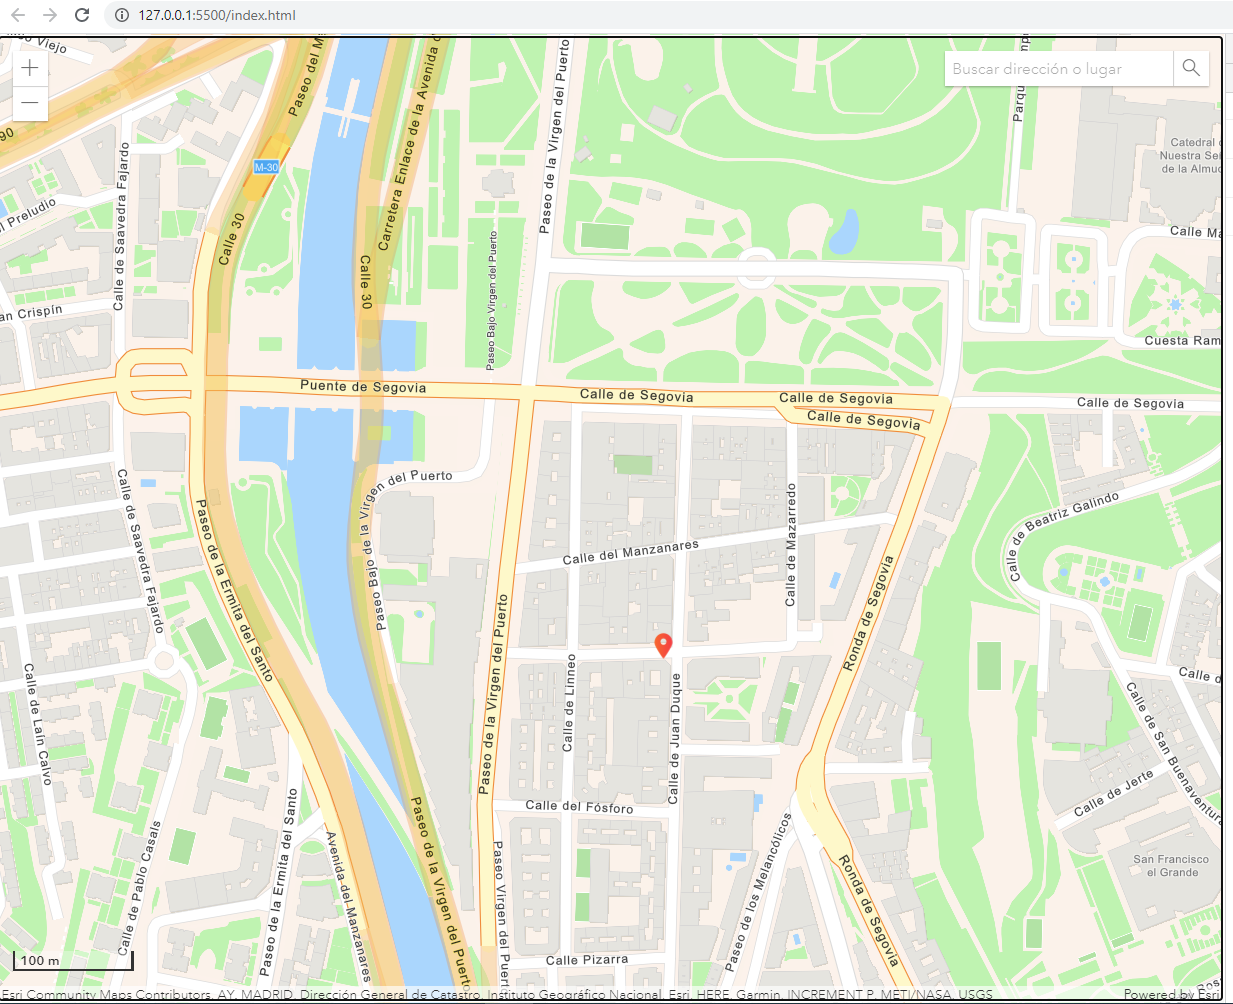 127.0.0.1:5500/index.html
Viejo
Paseo del M
Carretera Enlace de la Avenida d
Paseo de la Virgen del Puerto
Buscar dirección o lugar
Parqu
90
M-30
Catedral
Nuestra Se
de la Almu
Calle de Saavedra Fajardo
l Preludio
Calle 30
Calle 30
Paseo Bajo Virgen del Puerto
Calle Ma
an Crispín
Cuesta Ram
Puente de Segovia
Calle de Segovia
Calle de Segovia
Calle de Segovia
Calle de Segovia
Calle de Saavedra Fajardo
Paseo Bajo de la Virgen del Puerto
Calle de Mazarredo
Calle de Beatriz Galindo
Paseo de la Ermita del Santo
Calle del Manzanares
Ronda de Segovia
Paseo de la Virgen del Puerto
Calle de Laín Calvo
Calle de Linneo
Calle de Juan Duque
Calle d
Calle de San Buenaventura
Calle de Jerte
Calle del Fósforo
Paseo de la Ermita del Santo
Avenida del Manzanares
Paseo de la Virgen del Puerto
Paseo Virgen del Puerto
Calle de Pablo Casals
Paseo de los Melancólicos
Ronda de Segovia
San Francisco
el Grande
Calle Pizarra
100 m
Esri Community Maps Contributors, AY. MADRID, Dirección General de Catastro, Instituto Geográfico Nacional, Esri, HERE, Garmin, INCREMENT P, METI/NASA, USGS
Powered by Esri